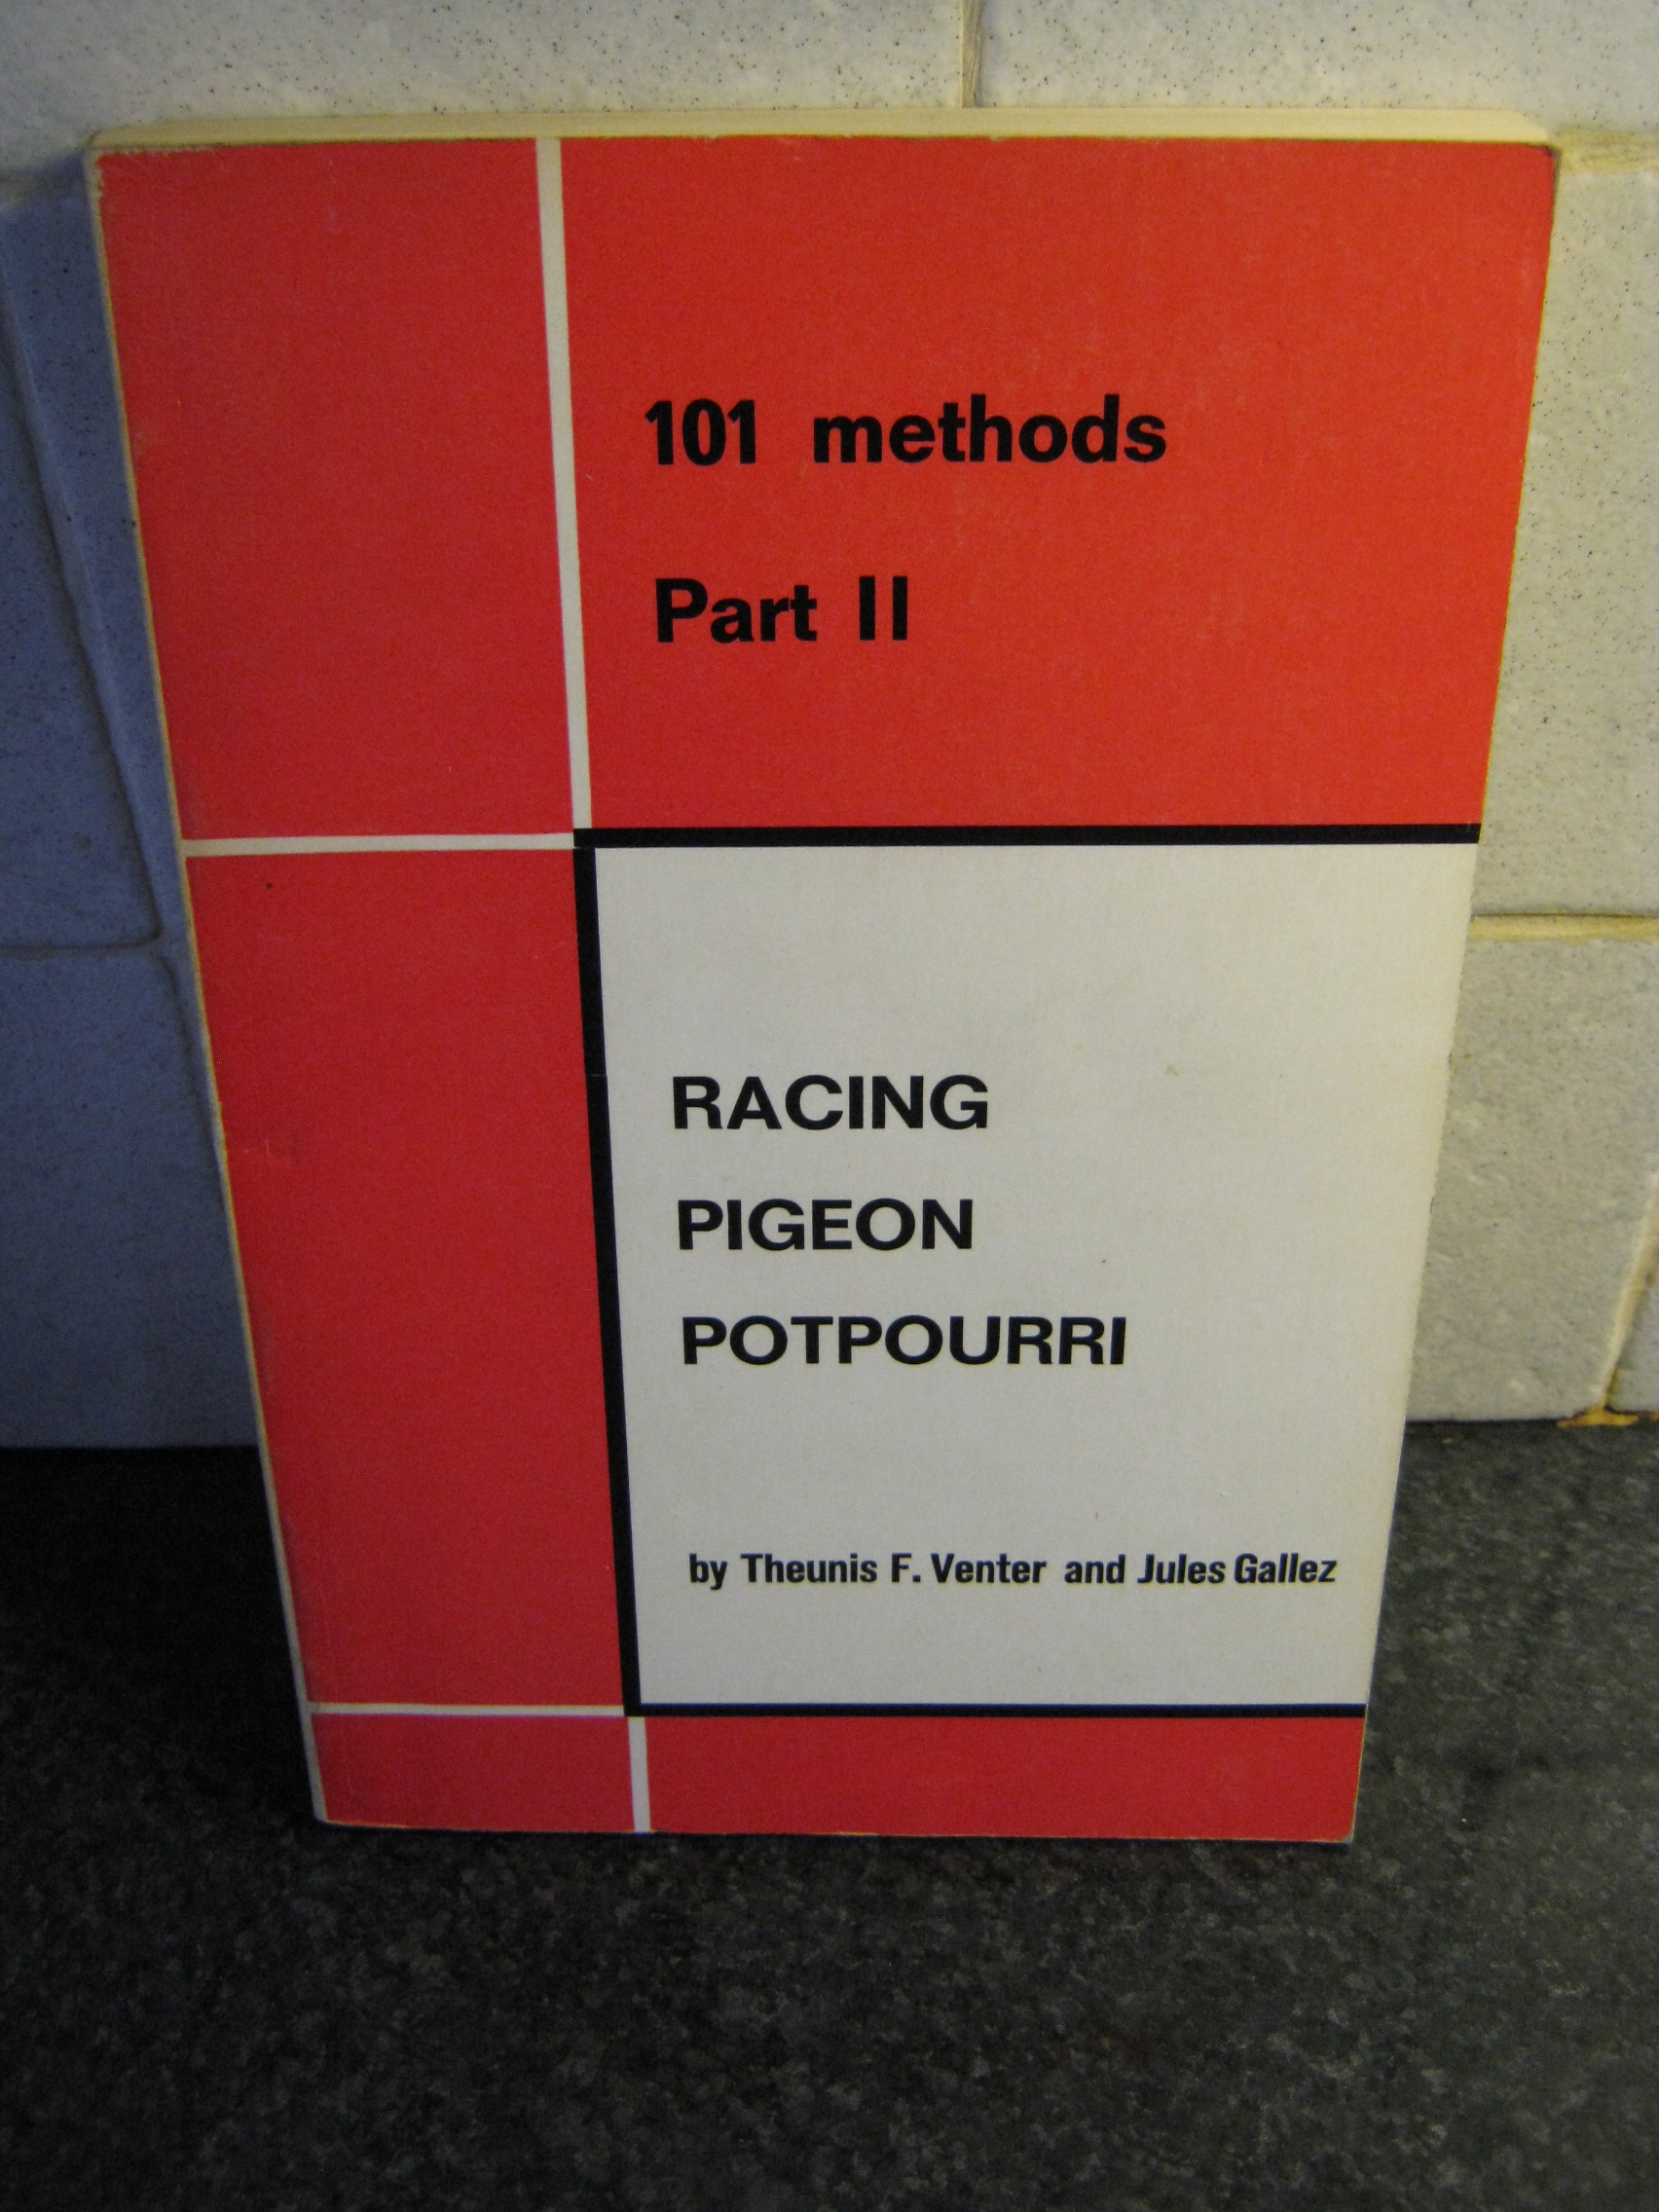 101 methods
Part II
RACING
PIGEON
POTPOURRI
by Theunis F. Venter and Jules Gallez